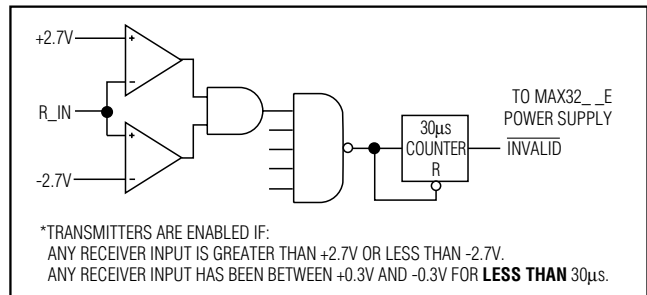 +2.7V
+
-
R_IN
+
-
-2.7V
30µs
COUNTER
R
TO MAX32_ _E
POWER SUPPLY
INVALID
*TRANSMITTERS ARE ENABLED IF:
ANY RECEIVER INPUT IS GREATER THAN +2.7V OR LESS THAN -2.7V.
ANY RECEIVER INPUT HAS BEEN BETWEEN +0.3V AND -0.3V FOR LESS THAN 30µs.